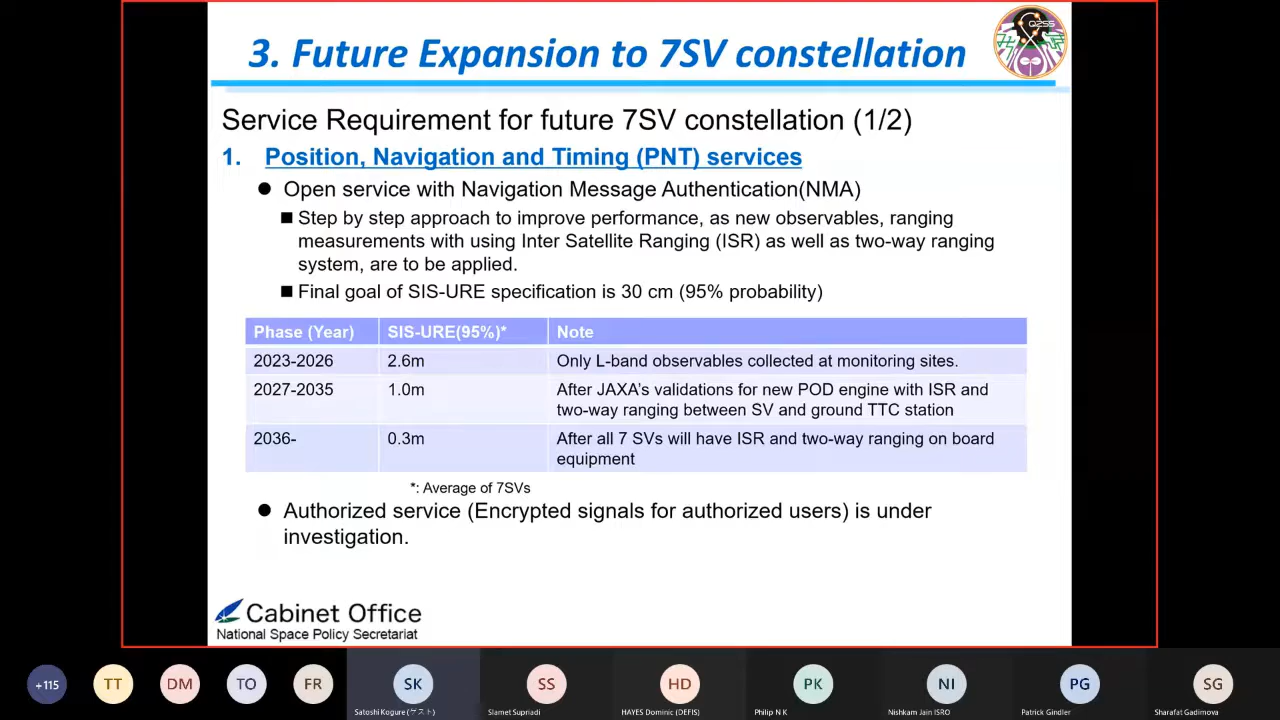 3. Future Expansion to 7SV constellation
QZSS
Service Requirement for future 7SV constellation (1/2)
1. Position, Navigation and Timing (PNT) services
● Open service with Navigation Message Authentication(NMA)
■ Step by step approach to improve performance, as new observables, ranging
measurements with using Inter Satellite Ranging (ISR) as well as two-way ranging
system, are to be applied.
■ Final goal of SIS-URE specification is 30 cm (95% probability)
Phase (Year) SIS-URE(95%)* Note
2023-2026 2.6m Only L-band observables collected at monitoring sites.
2027-2035 1.0m After JAXA's validations for new POD engine with ISR and
two-way ranging between SV and ground TTC station
2036- 0.3m After all 7 SVs will have ISR and two-way ranging on board
equipment
*: Average of 7SVs
● Authorized service (Encrypted signals for authorized users) is under
investigation.
Cabinet Office
National Space Policy Secretariat
+115 TT DM TO FR SK SS HD PK NI PG SG
Satoshi Kogure (ゲスト) Slamet Supriadi HAYES Dominic (DEFIS) Philip N K Nishkam Jain ISRO Patrick Gindler Sharafat Gadimova